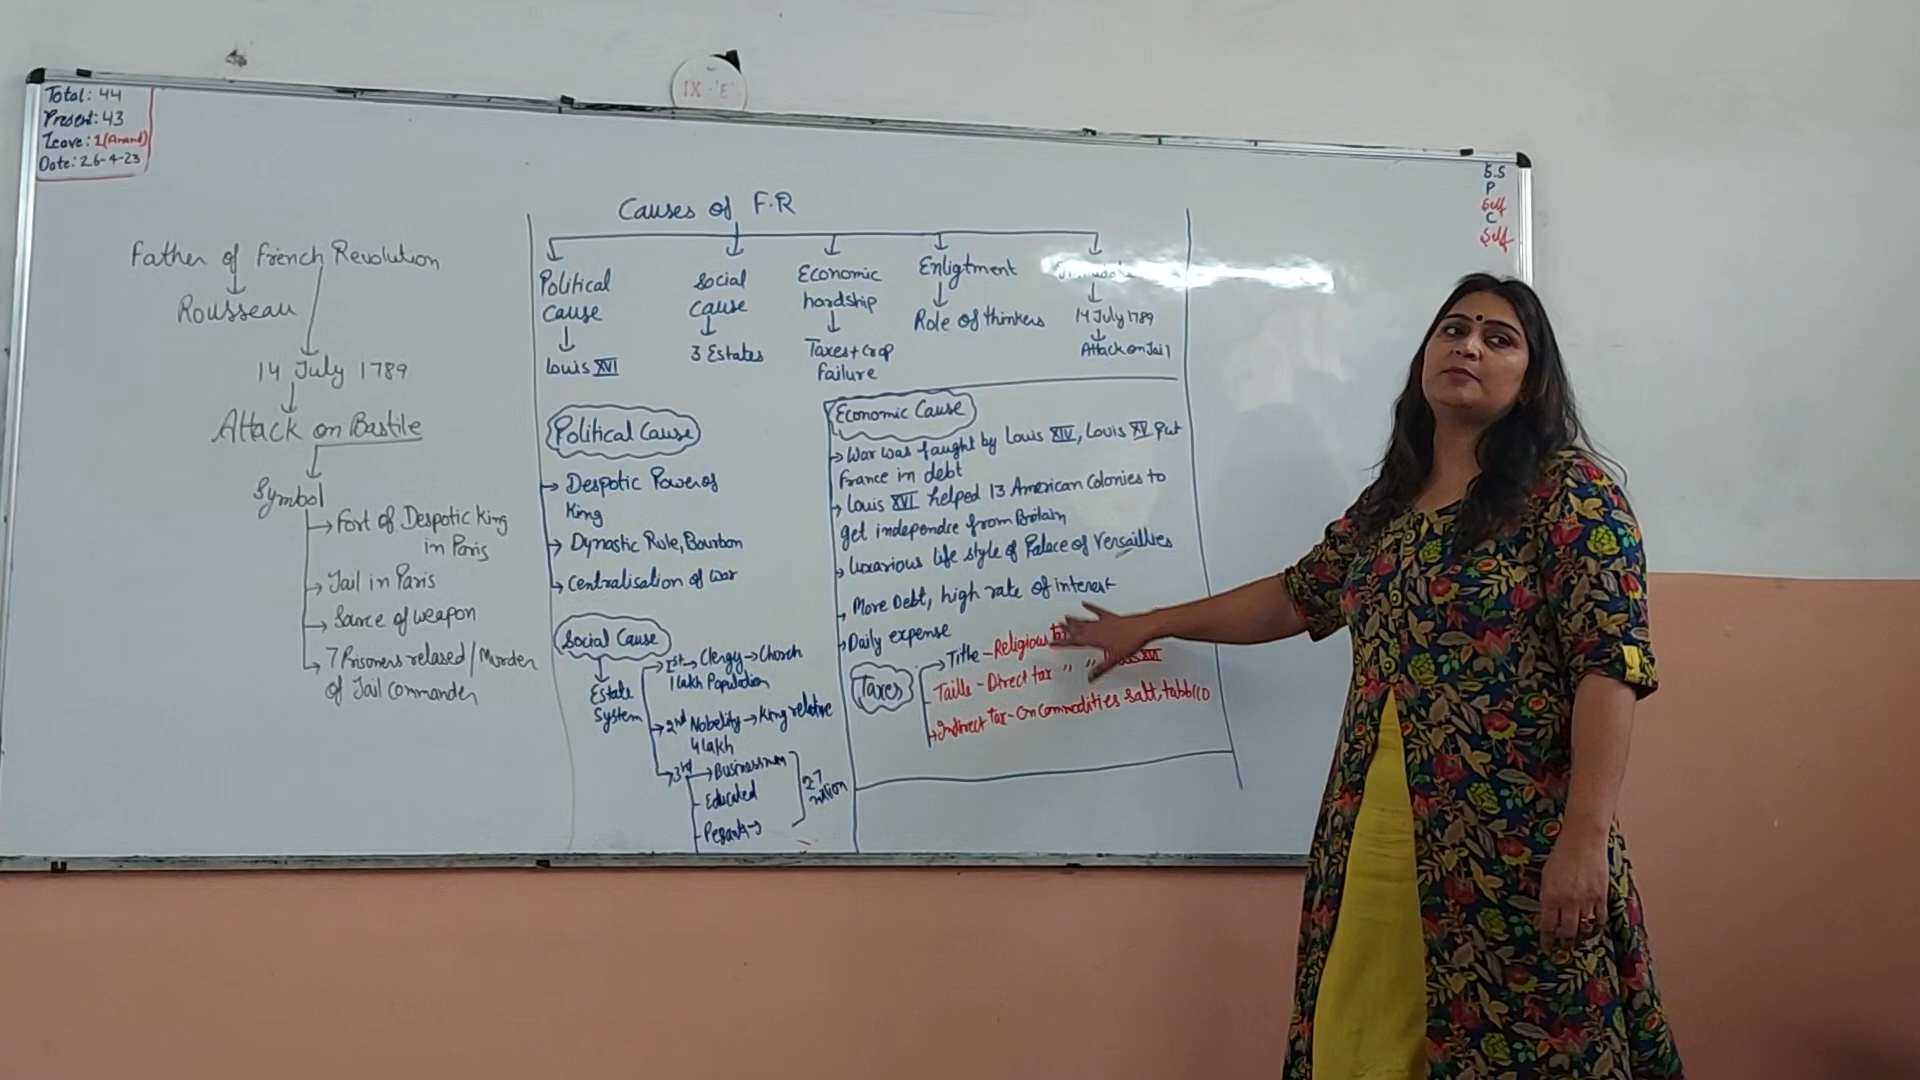 IX-'E'
Total: 44
Present: 43
Leave: 1(Anand)
Date: 26-4-23
S.S
P
Self
C
Self
Father of French Revolution
Rousseau
14 July 1789
Attack on Bastile
Symbol
Fort of Despotic King
in Paris
Jail in Paris
Sarce of weapon
7 Prisoners relased/Murder
of Jail Commander
Causes of F.R
Political
Cause
Louis XVI
Social
cause
3 Estates
Economic
hardship
Taxes+crop
failure
Enligtment
Role of thinkers
14 July 1789
Attack on Jail
Political Cause
Despotic Power of
King
Dynastic Rule, Bourbon
Centralisation of war
Social Cause
Estate
System
1st Clergy → Church
1 lakh Population
2nd Nobelity → King relative
4 lakh
3rd → Businessmen
Educated
27
million
Economic Cause
War was faught by Louis XIV, Louis XV put
France in debt
Louis XVI helped 13 American Colonies to
get independce from Britain
luxarious life style of Palace of Versaillies
More Debt, high rate of interest
Daily expense
Taxes
Tithe - Religious
Taille - Direct tax " " XVI
Indirect Tax - On Commodities salt, tabbaco